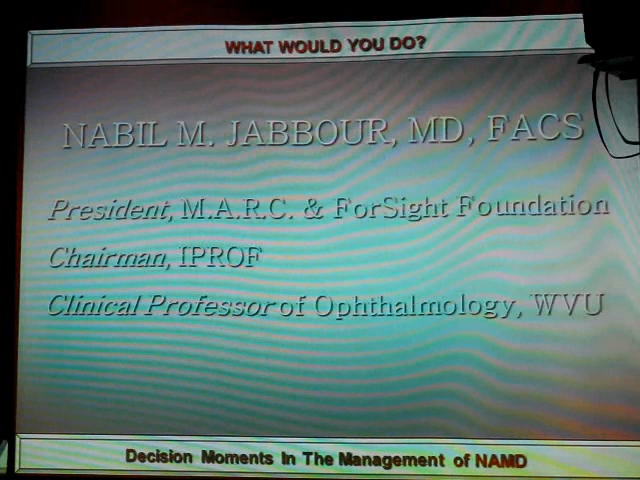 WHAT WOULD YOU DO?
NABIL M. JABBOUR, MD, FACS
President, M.A.R.C. & ForSight Foundation
Chairman, IPROF
Clinical Professor of Ophthalmology, WVU
Decision Moments In The Management of NAMD